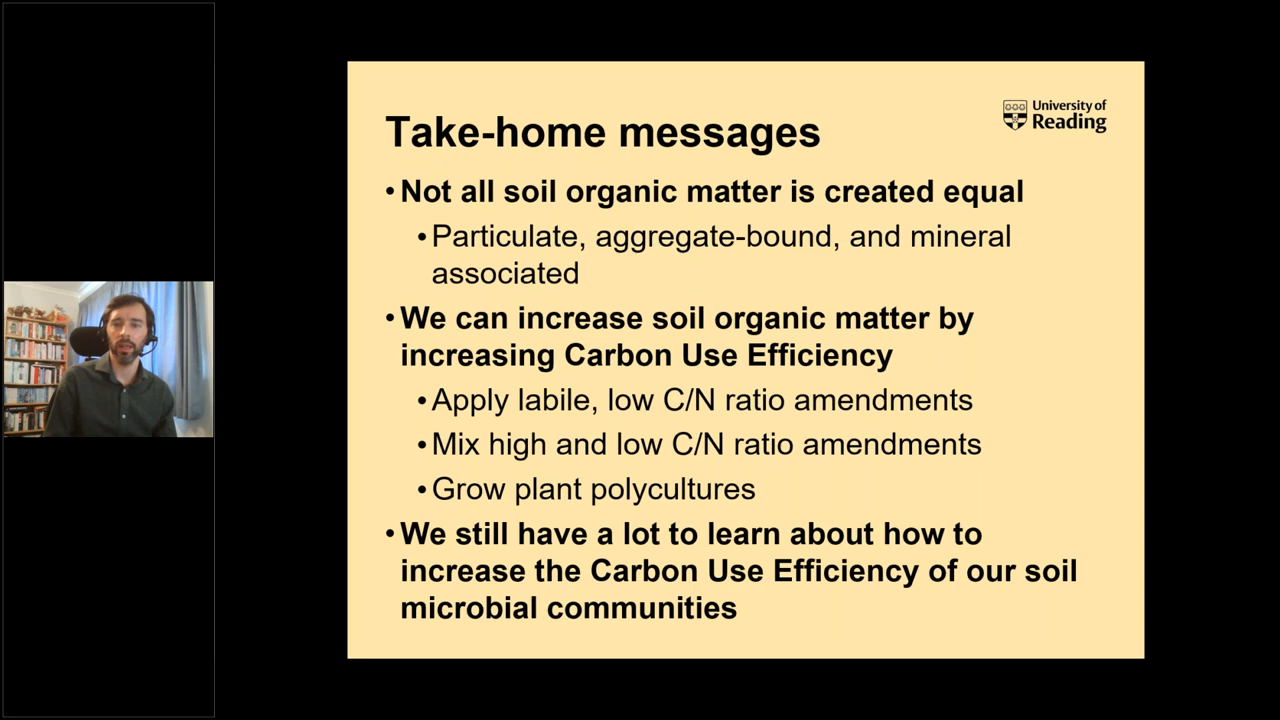 University of
Reading
Take-home messages
•Not all soil organic matter is created equal
•Particulate, aggregate-bound, and mineral
associated
•We can increase soil organic matter by
increasing Carbon Use Efficiency
•Apply labile, low C/N ratio amendments
•Mix high and low C/N ratio amendments
•Grow plant polycultures
•We still have a lot to learn about how to
increase the Carbon Use Efficiency of our soil
microbial communities